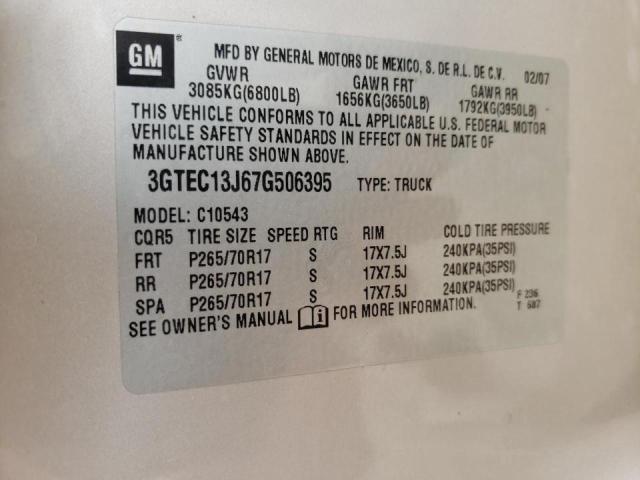 GM
MFD BY GENERAL MOTORS DE MEXICO, S. DE R.L. DE C.V. 02/07
GVWR GAWR FRT GAWR RR
3085KG(6800LB) 1656KG(3650LB) 1792KG(3950LB)
THIS VEHICLE CONFORMS TO ALL APPLICABLE U.S. FEDERAL MOTOR
VEHICLE SAFETY STANDARDS IN EFFECT ON THE DATE OF
MANUFACTURE SHOWN ABOVE.
3GTEC13J67G506395 TYPE: TRUCK
MODEL: C10543
CQR5 TIRE SIZE SPEED RTG RIM COLD TIRE PRESSURE
FRT P265/70R17 S 17X7.5J 240KPA(35PSI)
RR P265/70R17 S 17X7.5J 240KPA(35PSI)
SPA P265/70R17 S 17X7.5J 240KPA(35PSI)
F 236
T 687
SEE OWNER'S MANUAL i FOR MORE INFORMATION.